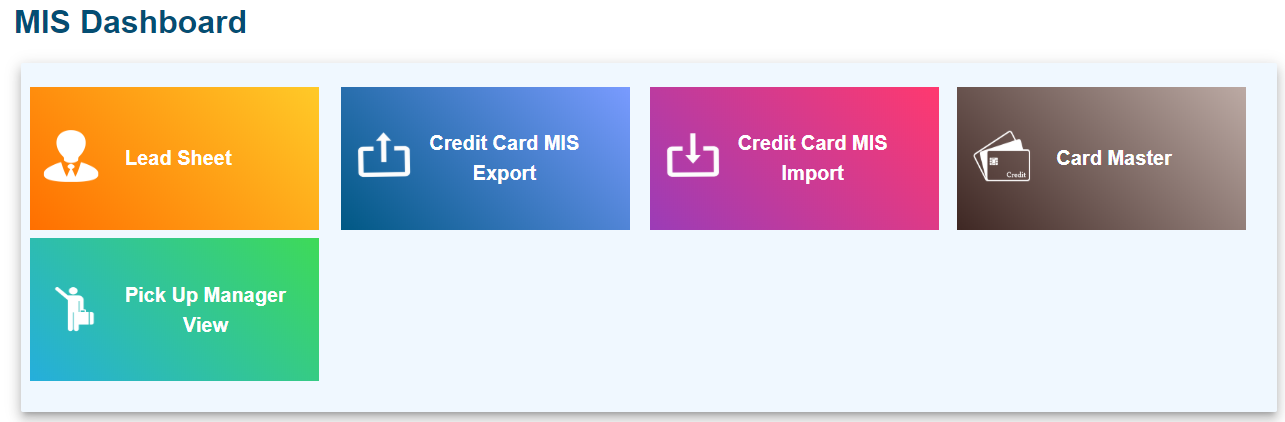 MIS Dashboard
Lead Sheet
Credit Card MIS
Export
Credit Card MIS
Import
Credit
Card Master
Pick Up Manager
View